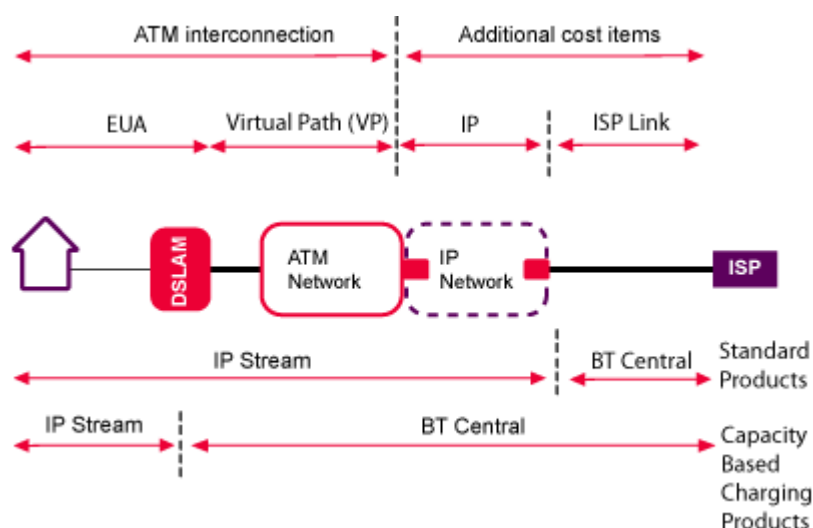 ATM interconnection
Additional cost items
EUA
Virtual Path (VP)
IP
ISP Link
DSLAM
ATM
Network
IP
Network
ISP
IP Stream
BT Central
Standard
Products
IP Stream
BT Central
Capacity
Based
Charging
Products